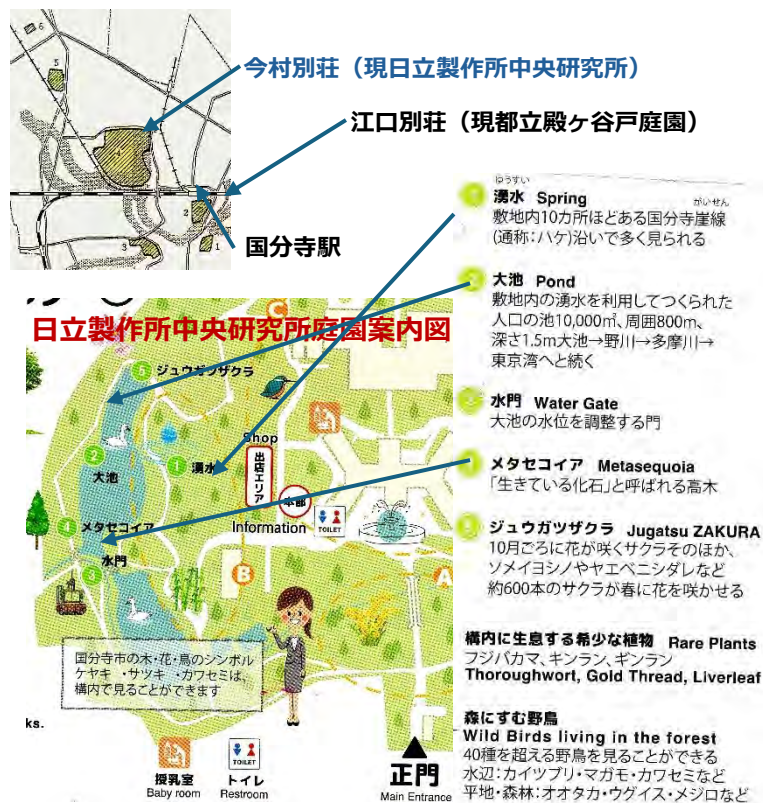 今村別荘（現日立製作所中央研究所）
江口別荘（現都立殿ヶ谷戸庭園）
国分寺駅
6
5
2
3
1
日立製作所中央研究所庭園案内図
C
5 ジュウガツザクラ
Shop
出店エリア
2
大池
1 湧水
本部
Information
TOILET
4 メタセコイア
水門
3
B
A
国分寺市の木・花・鳥のシンボル
ケヤキ ・サツキ ・カワセミは、
構内で見ることができます
ks.
授乳室
Baby room
TOILET
トイレ
Restroom
正門
Main Entrance
ゆうすい
湧水 Spring
がいせん
敷地内10カ所ほどある国分寺崖線
(通称：ハケ)沿いで多く見られる
大池 Pond
敷地内の湧水を利用してつくられた
人口の池10,000㎡、周囲800m、
深さ1.5m大池→野川→多摩川→
東京湾へと続く
水門 Water Gate
大池の水位を調整する門
メタセコイア Metasequoia
「生きている化石」と呼ばれる高木
ジュウガツザクラ Jugatsu ZAKURA
10月ごろに花が咲くサクラそのほか、
ソメイヨシノやヤエベニシダレなど
約600本のサクラが春に花を咲かせる
構内に生息する希少な植物 Rare Plants
フジバカマ、キンラン、ギンラン
Thoroughwort, Gold Thread, Liverleaf
森にすむ野鳥
Wild Birds living in the forest
40種を超える野鳥を見ることができる
水辺：カイツブリ・マガモ・カワセミなど
平地・森林：オオタカ・ウグイス・メジロなど